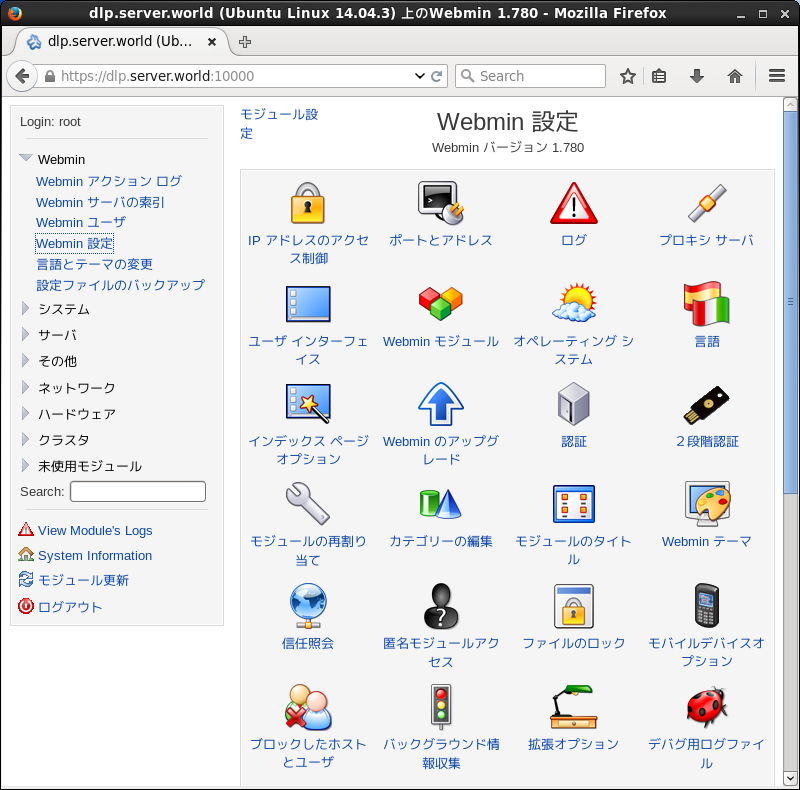 dlp.server.world (Ubuntu Linux 14.04.3) 上のWebmin 1.780 - Mozilla Firefox
dlp.server.world (Ub...
https://dlp.server.world:10000
Search
Login: root
Webmin
Webmin アクション ログ
Webmin サーバの索引
Webmin ユーザ
Webmin 設定
言語とテーマの変更
設定ファイルのバックアップ
システム
サーバ
その他
ネットワーク
ハードウェア
クラスタ
未使用モジュール
Search:
View Module's Logs
System Information
モジュール更新
ログアウト
モジュール設
定
Webmin 設定
Webmin バージョン 1.780
IP アドレスのアクセ
ス制御
ポートとアドレス
ログ
プロキシ サーバ
ユーザ インターフェ
イス
Webmin モジュール
オペレーティング シ
ステム
言語
インデックス ページ
オプション
Webmin のアップグ
レード
認証
２段階認証
モジュールの再割り
当て
カテゴリーの編集
モジュールのタイト
ル
Webmin テーマ
信任照会
匿名モジュールアク
セス
ファイルのロック
モバイルデバイスオ
プション
ブロックしたホスト
とユーザ
バックグラウンド情
報収集
拡張オプション
デバグ用ログファイ
ル